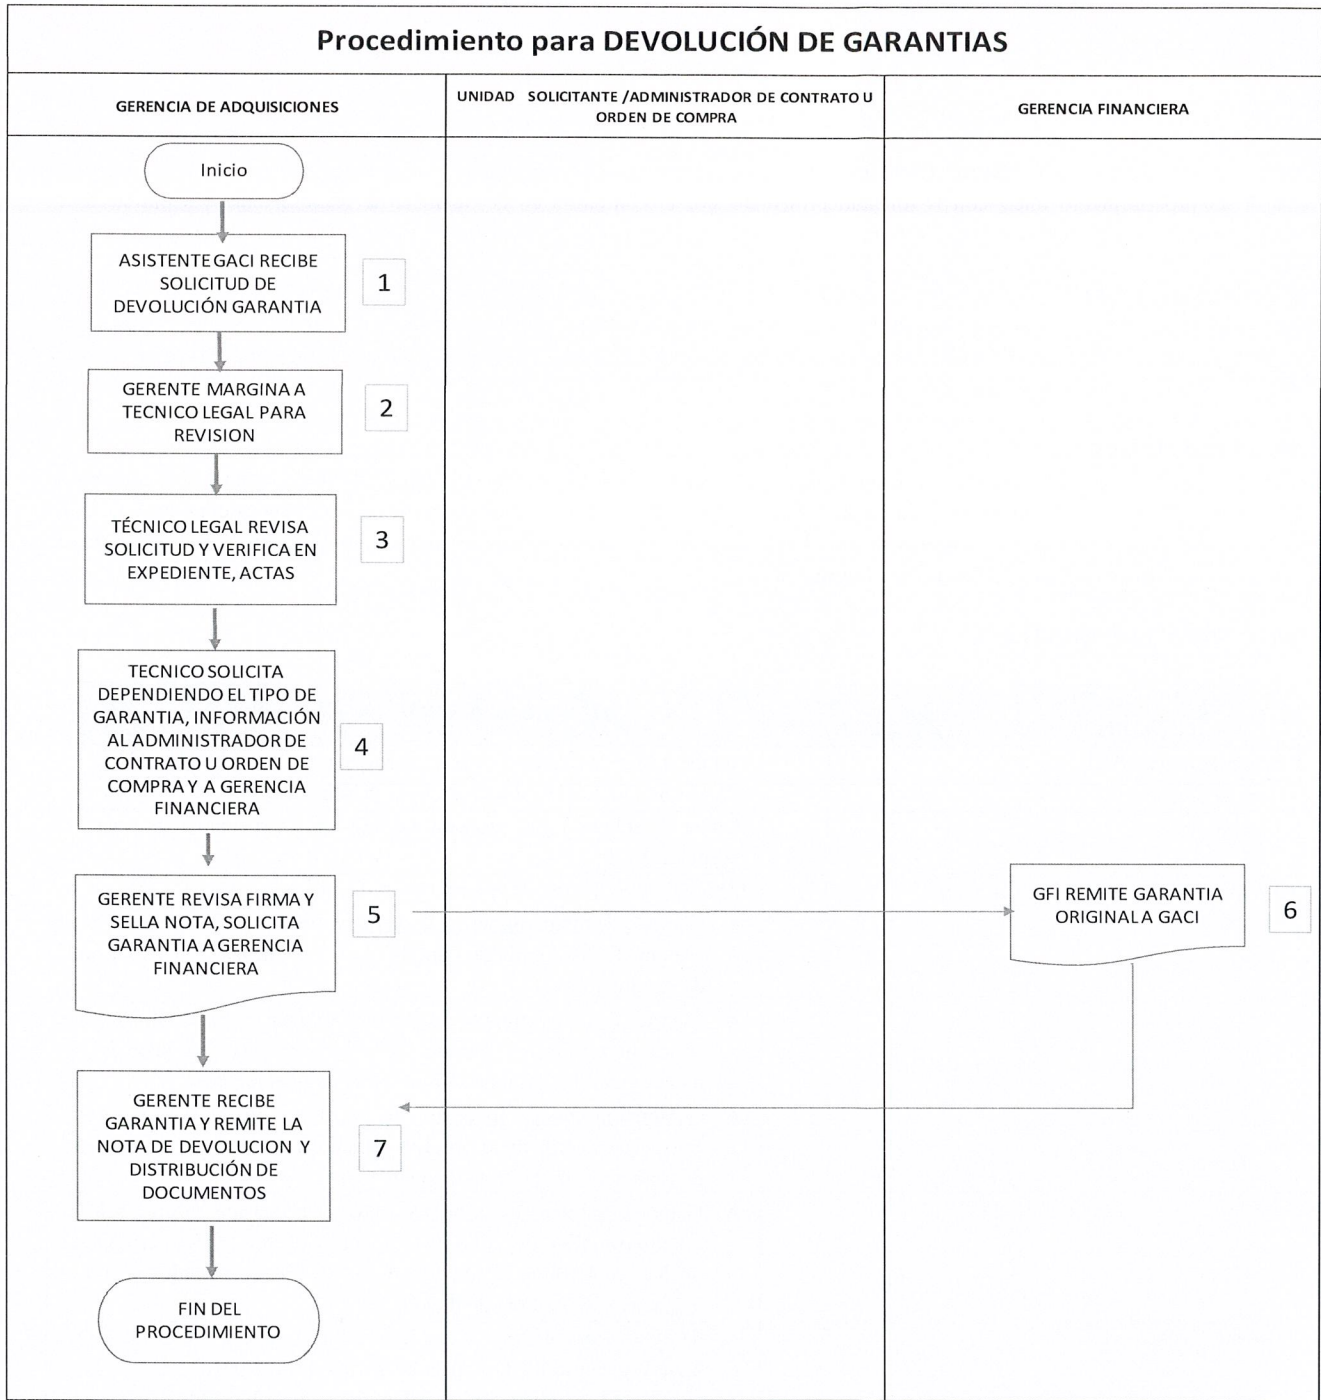 Procedimiento para DEVOLUCIÓN DE GARANTIAS
GERENCIA DE ADQUISICIONES
UNIDAD SOLICITANTE /ADMINISTRADOR DE CONTRATO U
ORDEN DE COMPRA
GERENCIA FINANCIERA
Inicio
ASISTENTE GACI RECIBE
SOLICITUD DE
DEVOLUCIÓN GARANTIA
1
GERENTE MARGINA A
TECNICO LEGAL PARA
REVISION
2
TÉCNICO LEGAL REVISA
SOLICITUD Y VERIFICA EN
EXPEDIENTE, ACTAS
3
TECNICO SOLICITA
DEPENDIENDO EL TIPO DE
GARANTIA, INFORMACIÓN
AL ADMINISTRADOR DE
CONTRATO U ORDEN DE
COMPRA Y A GERENCIA
FINANCIERA
4
GERENTE REVISA FIRMA Y
SELLA NOTA, SOLICITA
GARANTIA A GERENCIA
FINANCIERA
5
GFI REMITE GARANTIA
ORIGINAL A GACI
6
GERENTE RECIBE
GARANTIA Y REMITE LA
NOTA DE DEVOLUCION Y
DISTRIBUCIÓN DE
DOCUMENTOS
7
FIN DEL
PROCEDIMIENTO